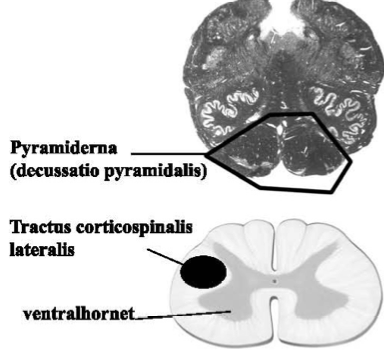 Pyramiderna
(decussatio pyramidalis)
Tractus corticospinalis
lateralis
ventralhornet